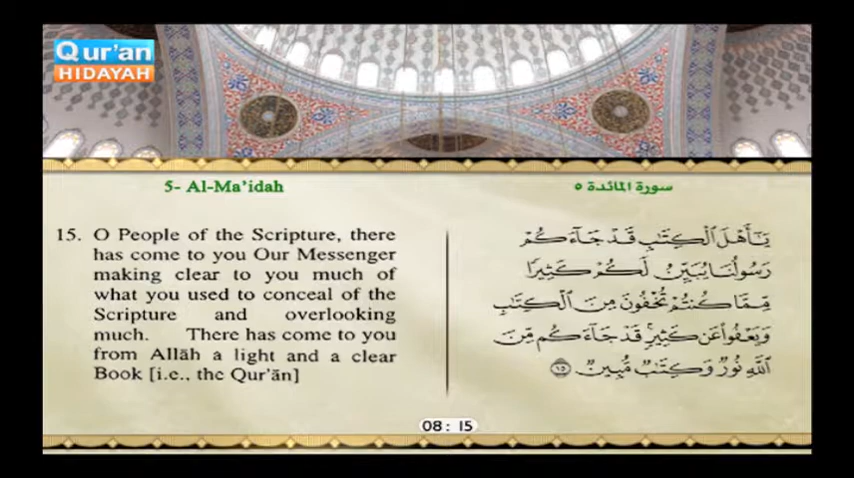 Qur'an
HIDAYAH
5- Al-Ma'idah
سورة المائدة ٥
15. O People of the Scripture, there
has come to you Our Messenger
making clear to you much of
what you used to conceal of the
Scripture and overlooking
much. There has come to you
from Allāh a light and a clear
Book [i.e., the Qur'ān]
يَٰٓأَهْلَ ٱلْكِتَٰبِ قَدْ جَآءَكُمْ
رَسُولُنَا يُبَيِّنُ لَكُمْ كَثِيرًا
مِّمَّا كُنتُمْ تُخْفُونَ مِنَ ٱلْكِتَٰبِ
وَيَعْفُوا۟ عَن كَثِيرٍۢ ۚ قَدْ جَآءَكُم مِّنَ
ٱللَّهِ نُورٌۭ وَكِتَٰبٌۭ مُّبِينٌۭ ١٥
08: 15